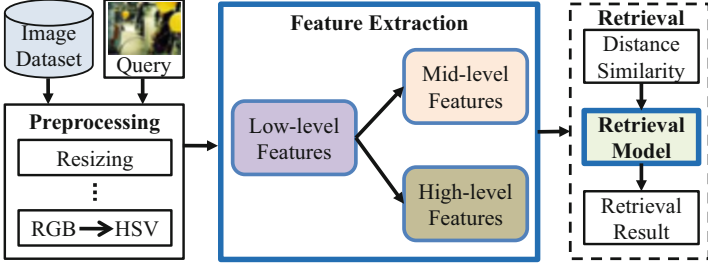 Image
Dataset
Query
Preprocessing
Resizing
⋮
RGB → HSV
Feature Extraction
Low-level
Features
Mid-level
Features
High-level
Features
Retrieval
Distance
Similarity
Retrieval
Model
Retrieval
Result